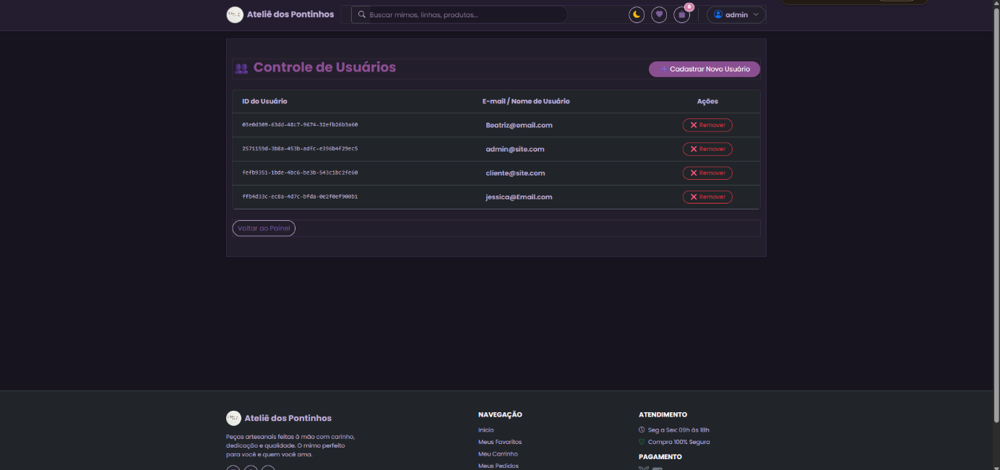 Ateliê dos Pontinhos
Buscar mimos, linhas, produtos...
0
admin
Controle de Usuários
+ Cadastrar Novo Usuário
ID do Usuário E-mail / Nome de Usuário Ações
03e0d309-63dd-48c7-9674-32efb26b3a60 Beatriz@email.com Remover
2571159d-3b8a-453b-adfc-e396b4f29ec5 admin@site.com Remover
fefb9351-1bde-4bc6-be3b-543c1bc2fe60 cliente@site.com Remover
ffb4d33c-ec8a-4d7c-bfda-0e2f0ef900b1 jessica@Email.com Remover
Voltar ao Painel
Ateliê dos Pontinhos
Peças artesanais feitas à mão com carinho,
dedicação e qualidade. O mimo perfeito
para você e quem você ama.
NAVEGAÇÃO
Início
Meus Favoritos
Meu Carrinho
Meus Pedidos
ATENDIMENTO
Seg a Sex: 09h às 18h
Compra 100% Segura
PAGAMENTO